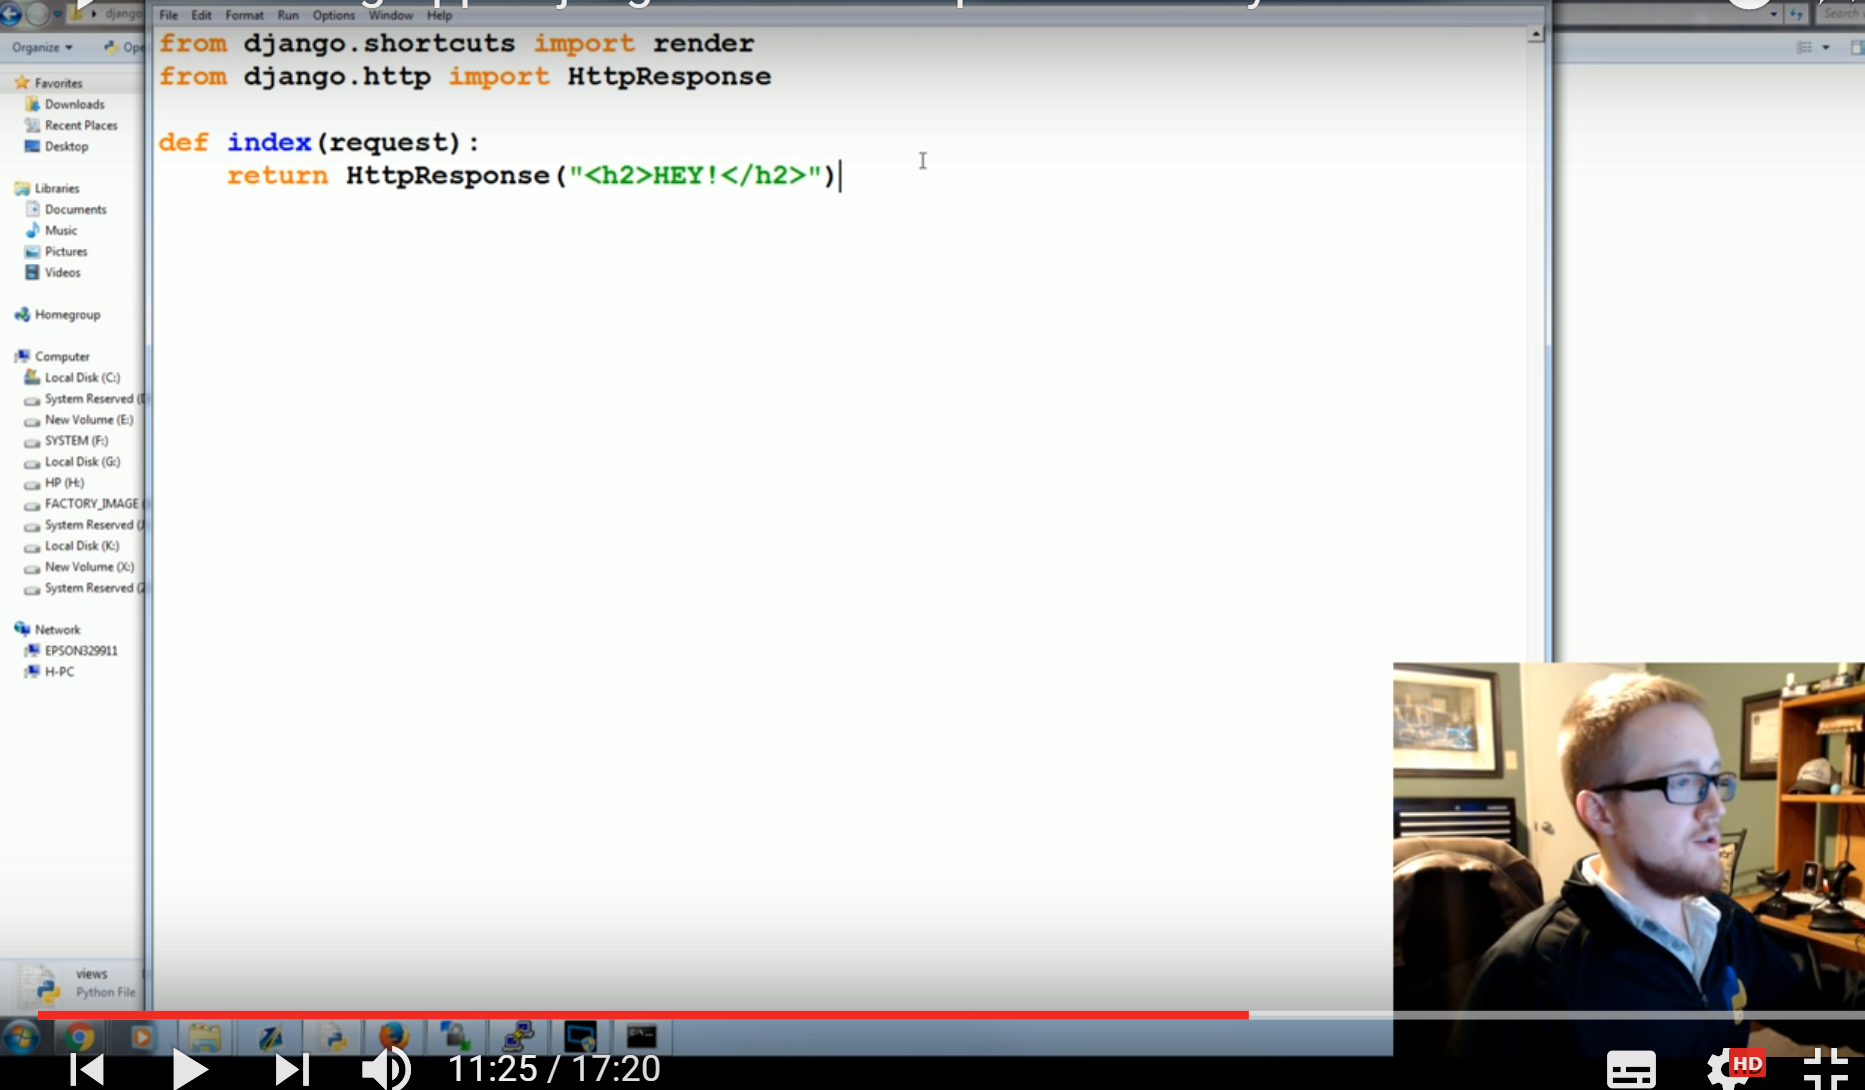 django
File Edit Format Run Options Window Help
Search
Organize
from django.shortcuts import render
from django.http import HttpResponse
def index(request):
return HttpResponse("<h2>HEY!</h2>")
Favorites
Downloads
Recent Places
Desktop
Libraries
Documents
Music
Pictures
Videos
Homegroup
Computer
Local Disk (C:)
System Reserved
New Volume (E:)
SYSTEM (F:)
Local Disk (G:)
HP (H:)
FACTORY_IMAGE
System Reserved
Local Disk (K:)
New Volume (X:)
System Reserved
Network
EPSON329911
H-PC
views
Python File
11:25 / 17:20
HD